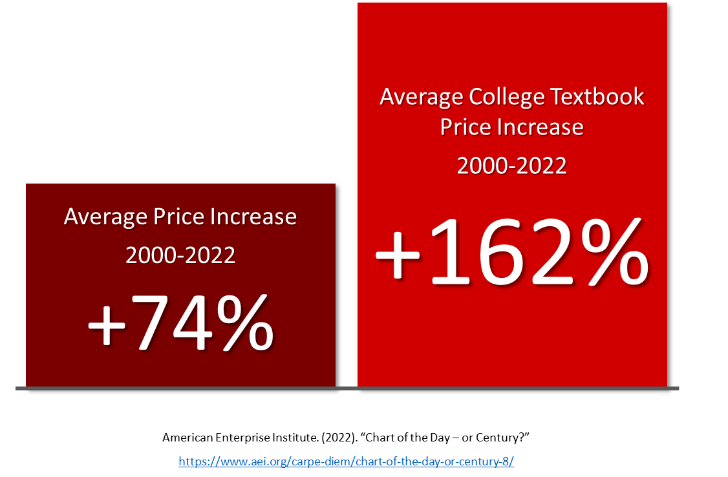 Average Price Increase
2000-2022
+74%
Average College Textbook
Price Increase
2000-2022
+162%
American Enterprise Institute. (2022). “Chart of the Day – or Century?”
https://www.aei.org/carpe-diem/chart-of-the-day-or-century-8/